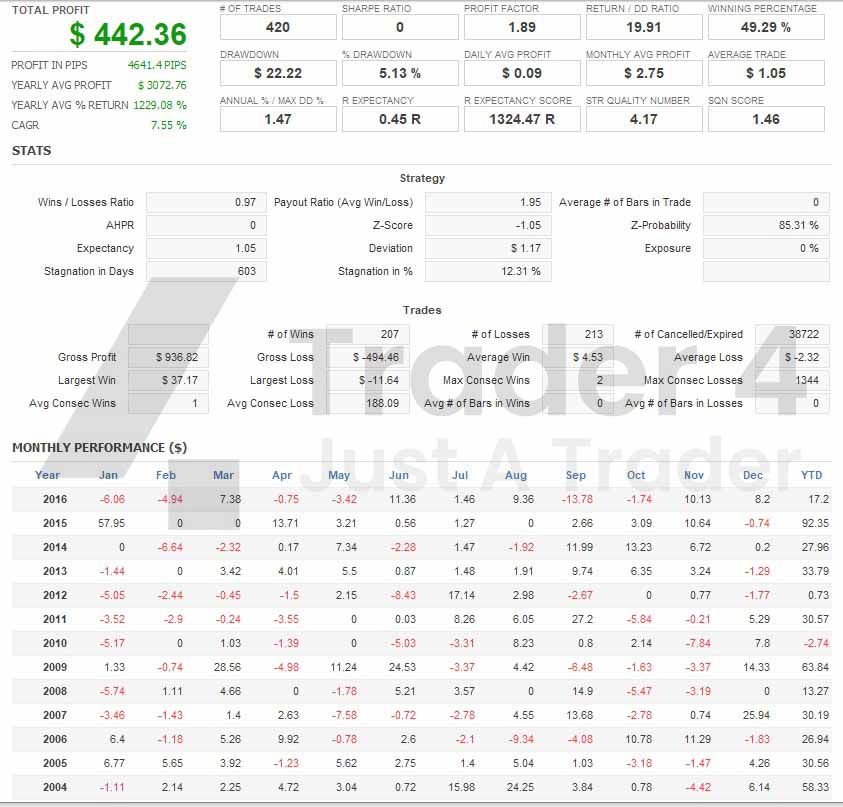 TOTAL PROFIT
$ 442.36
PROFIT IN PIPS 4641.4 PIPS
YEARLY AVG PROFIT $ 3072.76
YEARLY AVG % RETURN 1229.08 %
CAGR 7.55 %
# OF TRADES SHARPE RATIO PROFIT FACTOR RETURN / DD RATIO WINNING PERCENTAGE
420 0 1.89 19.91 49.29 %
DRAWDOWN % DRAWDOWN DAILY AVG PROFIT MONTHLY AVG PROFIT AVERAGE TRADE
$ 22.22 5.13 % $ 0.09 $ 2.75 $ 1.05
ANNUAL % / MAX DD % R EXPECTANCY R EXPECTANCY SCORE STR QUALITY NUMBER SQN SCORE
1.47 0.45 R 1324.47 R 4.17 1.46
STATS
Strategy
Wins / Losses Ratio 0.97 Payout Ratio (Avg Win/Loss) 1.95 Average # of Bars in Trade 0
AHPR 0 Z-Score -1.05 Z-Probability 85.31 %
Expectancy 1.05 Deviation $ 1.17 Exposure 0 %
Stagnation in Days 603 Stagnation in % 12.31 %
Trades
# of Wins 207 # of Losses 213 # of Cancelled/Expired 38722
Gross Profit $ 936.82 Gross Loss $ -494.46 Average Win $ 4.53 Average Loss $ -2.32
Largest Win $ 37.17 Largest Loss $ -11.64 Max Consec Wins 2 Max Consec Losses 1344
Avg Consec Wins 1 Avg Consec Loss 188.09 Avg # of Bars in Wins 0 Avg # of Bars in Losses 0
Trader 4
Just A Trader
MONTHLY PERFORMANCE ($)
Year Jan Feb Mar Apr May Jun Jul Aug Sep Oct Nov Dec YTD
2016 -6.06 -4.94 7.38 -0.75 -3.42 11.36 1.46 9.36 -13.78 -1.74 10.13 8.2 17.2
2015 57.95 0 0 13.71 3.21 0.56 1.27 0 2.66 3.09 10.64 -0.74 92.35
2014 0 -6.64 -2.32 0.17 7.34 -2.28 1.47 -1.92 11.99 13.23 6.72 0.2 27.96
2013 -1.44 0 3.42 4.01 5.5 0.87 1.48 1.91 9.74 6.35 3.24 -1.29 33.79
2012 -5.05 -2.44 -0.45 -1.5 2.15 -8.43 17.14 2.98 -2.67 0 0.77 -1.77 0.73
2011 -3.52 -2.9 -0.24 -3.55 0 0.03 8.26 6.05 27.2 -5.84 -0.21 5.29 30.57
2010 -5.17 0 1.03 -1.39 0 -5.03 -3.31 8.23 0.8 2.14 -7.84 7.8 -2.74
2009 1.33 -0.74 28.56 -4.98 11.24 24.53 -3.37 4.42 -6.48 -1.63 -3.37 14.33 63.84
2008 -5.74 1.11 4.66 0 -1.78 5.21 3.57 0 14.9 -5.47 -3.19 0 13.27
2007 -3.46 -1.43 1.4 2.63 -7.58 -0.72 -2.78 4.55 13.68 -2.78 0.74 25.94 30.19
2006 6.4 -1.18 5.26 9.92 -0.78 2.6 -2.1 -9.34 -4.08 10.78 11.29 -1.83 26.94
2005 6.77 5.65 3.92 -1.23 5.62 2.75 1.4 5.04 1.03 -3.18 -1.47 4.26 30.56
2004 -1.11 2.14 2.25 4.72 3.04 0.72 15.98 24.25 3.84 0.78 -4.42 6.14 58.33